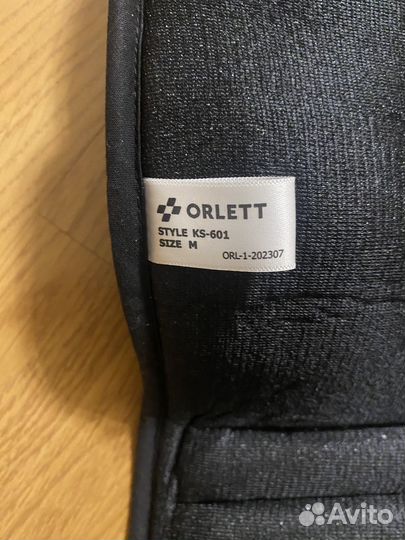 ORLETT
STYLE KS-601
SIZE M
ORL-1-202307
Avito